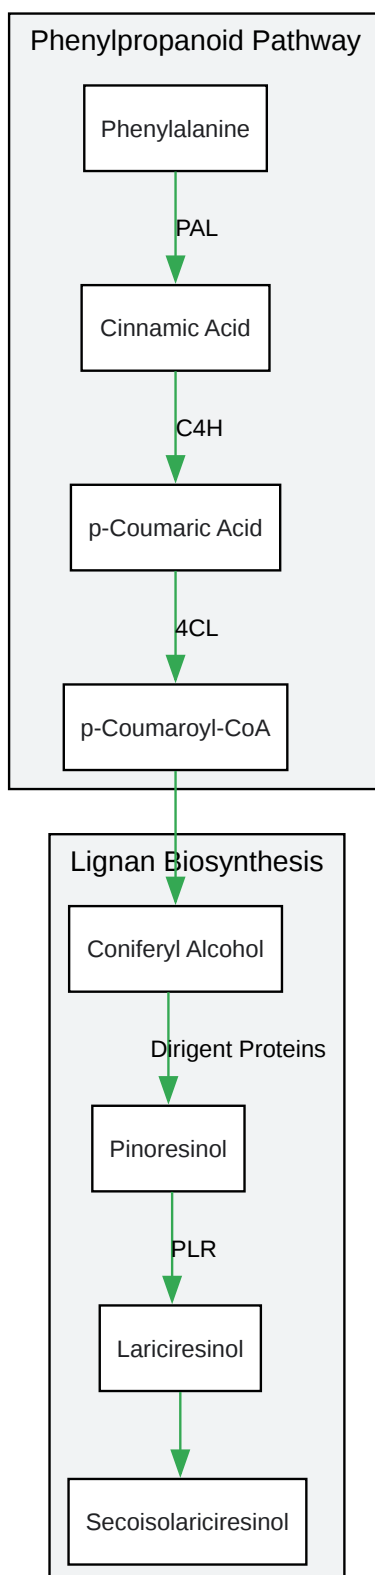 Phenylpropanoid Pathway
Phenylalanine
PAL
Cinnamic Acid
C4H
p-Coumaric Acid
4CL
p-Coumaroyl-CoA
Lignan Biosynthesis
Coniferyl Alcohol
Dirigent Proteins
Pinoresinol
PLR
Lariciresinol
Secoisolariciresinol